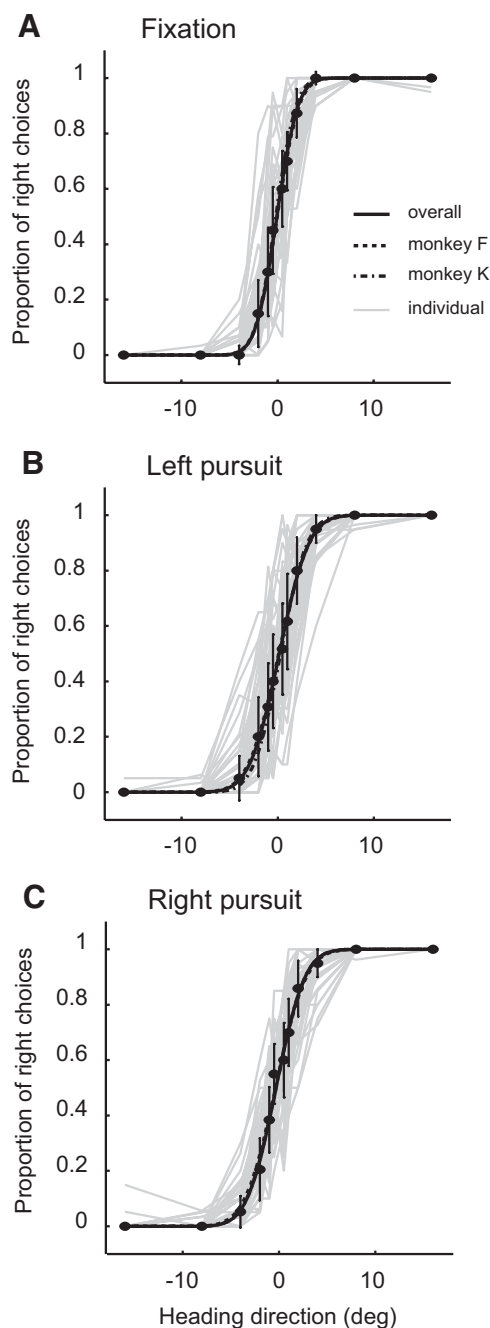 A Fixation
Proportion of right choices
1
0.8
0.6
0.4
0.2
0
overall
monkey F
monkey K
individual
-10 0 10
B Left pursuit
Proportion of right choices
1
0.8
0.6
0.4
0.2
0
-10 0 10
C Right pursuit
Proportion of right choices
1
0.8
0.6
0.4
0.2
0
-10 0 10
Heading direction (deg)